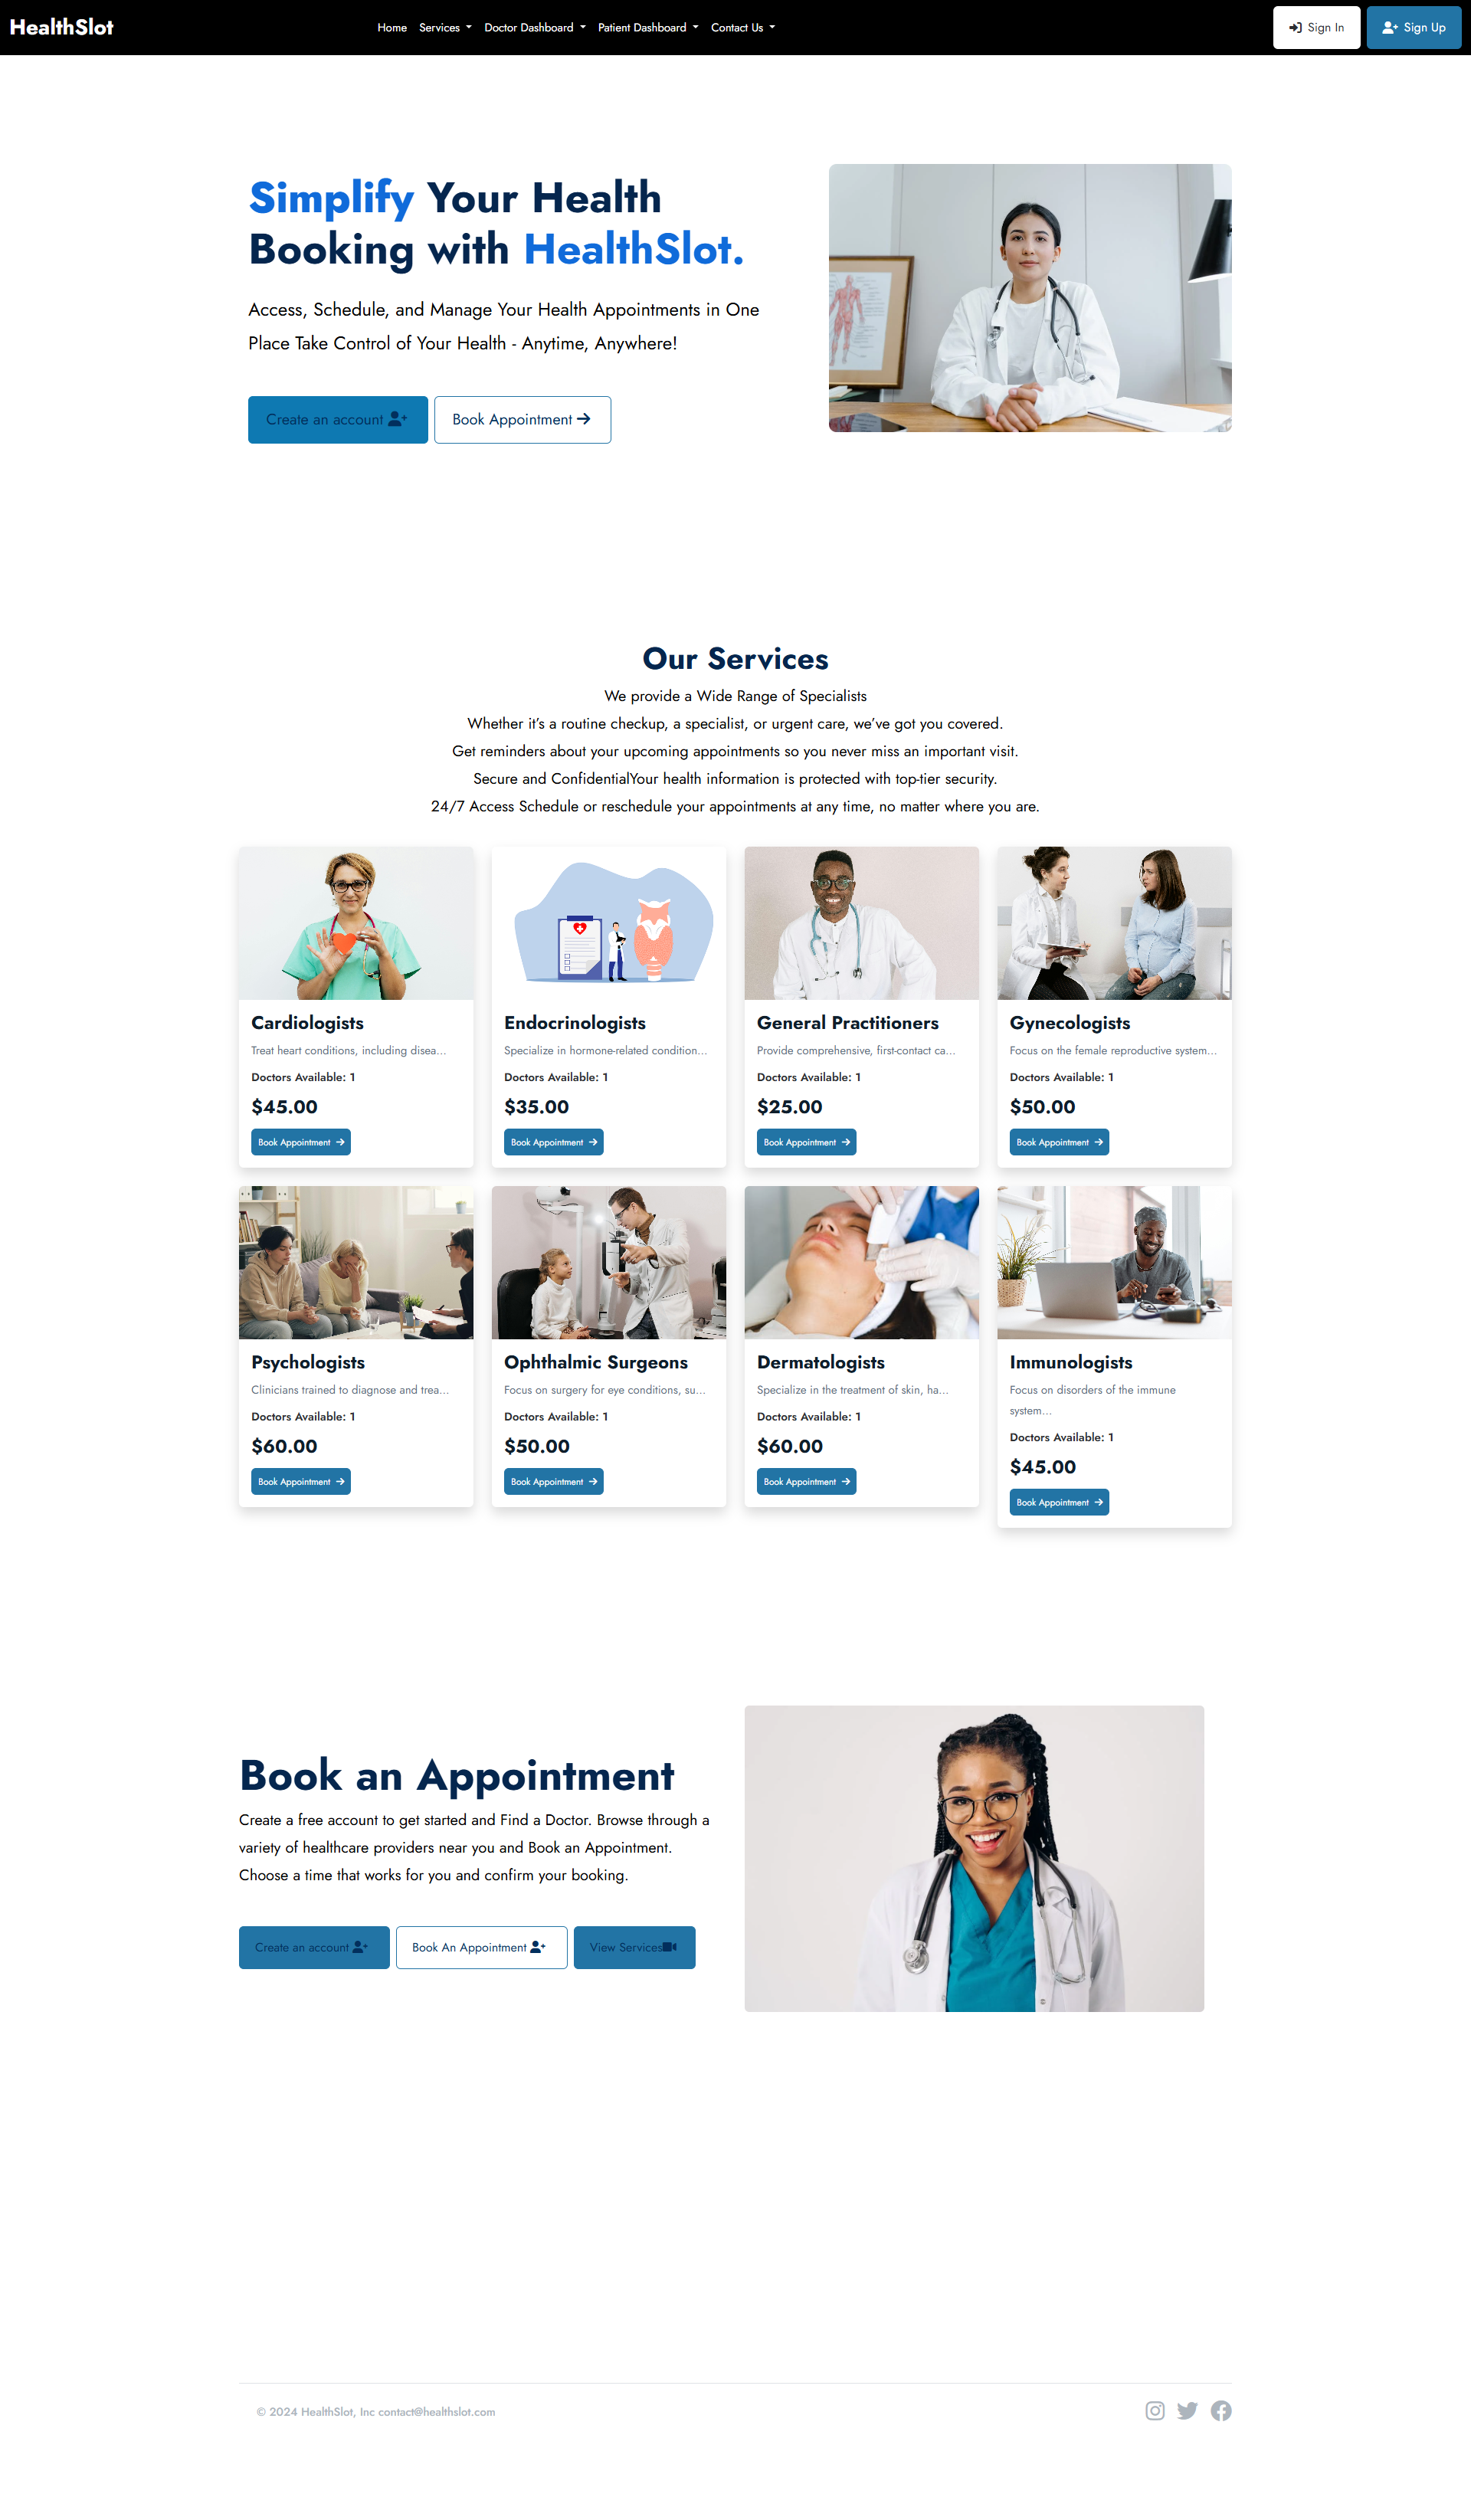 HealthSlot
Home Services Doctor Dashboard Patient Dashboard Contact Us
Sign In Sign Up
Simplify Your Health
Booking with HealthSlot.
Access, Schedule, and Manage Your Health Appointments in One
Place Take Control of Your Health - Anytime, Anywhere!
Create an account Book Appointment
Our Services
We provide a Wide Range of Specialists
Whether it’s a routine checkup, a specialist, or urgent care, we’ve got you covered.
Get reminders about your upcoming appointments so you never miss an important visit.
Secure and ConfidentialYour health information is protected with top-tier security.
24/7 Access Schedule or reschedule your appointments at any time, no matter where you are.
Cardiologists
Treat heart conditions, including disea...
Doctors Available: 1
$45.00
Book Appointment
Endocrinologists
Specialize in hormone-related condition...
Doctors Available: 1
$35.00
Book Appointment
General Practitioners
Provide comprehensive, first-contact ca...
Doctors Available: 1
$25.00
Book Appointment
Gynecologists
Focus on the female reproductive system...
Doctors Available: 1
$50.00
Book Appointment
Psychologists
Clinicians trained to diagnose and trea...
Doctors Available: 1
$60.00
Book Appointment
Ophthalmic Surgeons
Focus on surgery for eye conditions, su...
Doctors Available: 1
$50.00
Book Appointment
Dermatologists
Specialize in the treatment of skin, ha...
Doctors Available: 1
$60.00
Book Appointment
Immunologists
Focus on disorders of the immune
system...
Doctors Available: 1
$45.00
Book Appointment
Book an Appointment
Create a free account to get started and Find a Doctor. Browse through a
variety of healthcare providers near you and Book an Appointment.
Choose a time that works for you and confirm your booking.
Create an account Book An Appointment View Services
© 2024 HealthSlot, Inc contact@healthslot.com